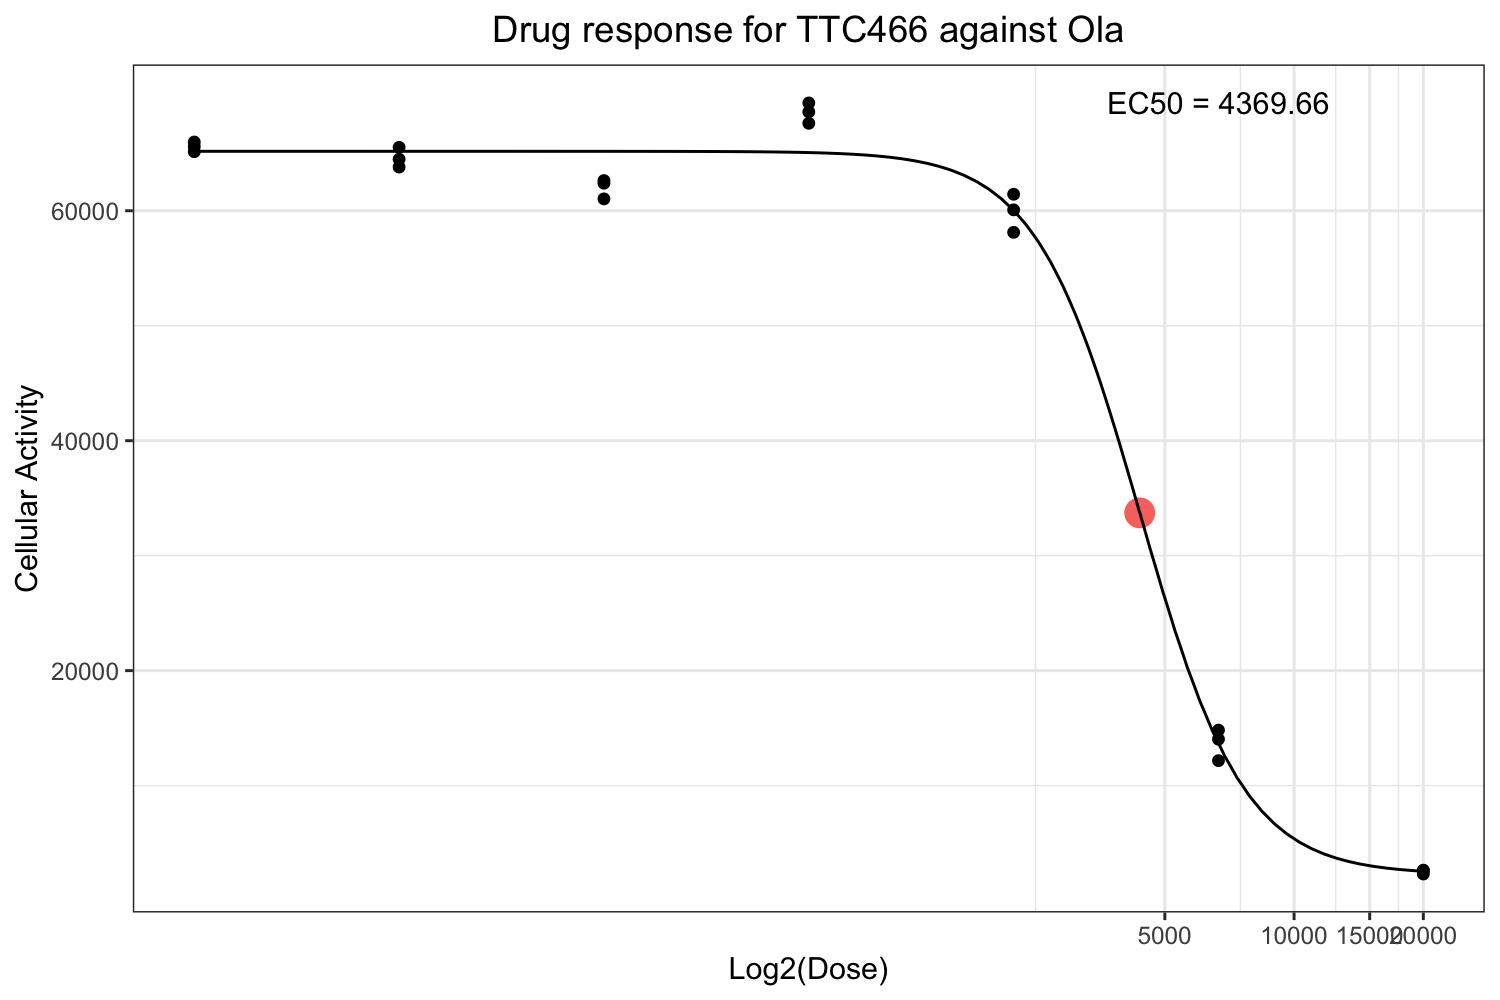 Drug response for TTC466 against Ola
EC50 = 4369.66
Cellular Activity
60000
40000
20000
5000 10000 15000 20000
Log2(Dose)